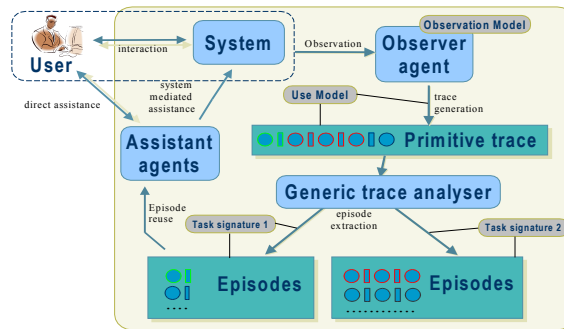 Observation Model
System
interaction
Observation
Observer
agent
User
system
mediated
assistance
direct assistance
Use Model
trace
generation
Primitive trace
Assistant
agents
Generic trace analyser
Episode
reuse
Task signature 1
episode
extraction
Task signature 2
Episodes
Episodes